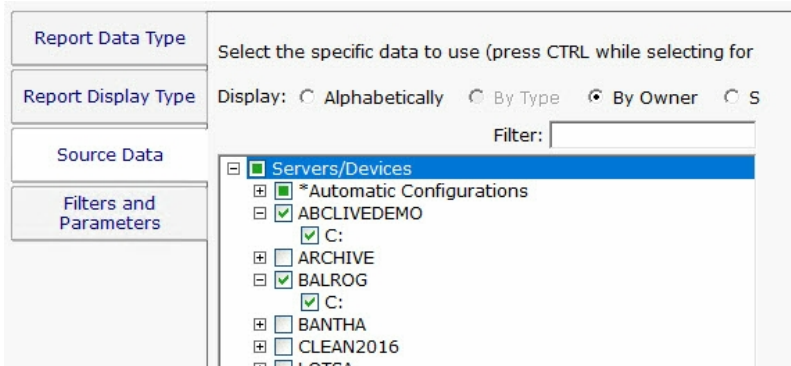 Report Data Type
Report Display Type
Source Data
Filters and
Parameters
Select the specific data to use (press CTRL while selecting for
Display: Alphabetically By Type By Owner S
Filter:
Servers/Devices
*Automatic Configurations
ABCLIVEDEMO
C:
ARCHIVE
BALROG
C:
BANTHA
CLEAN2016